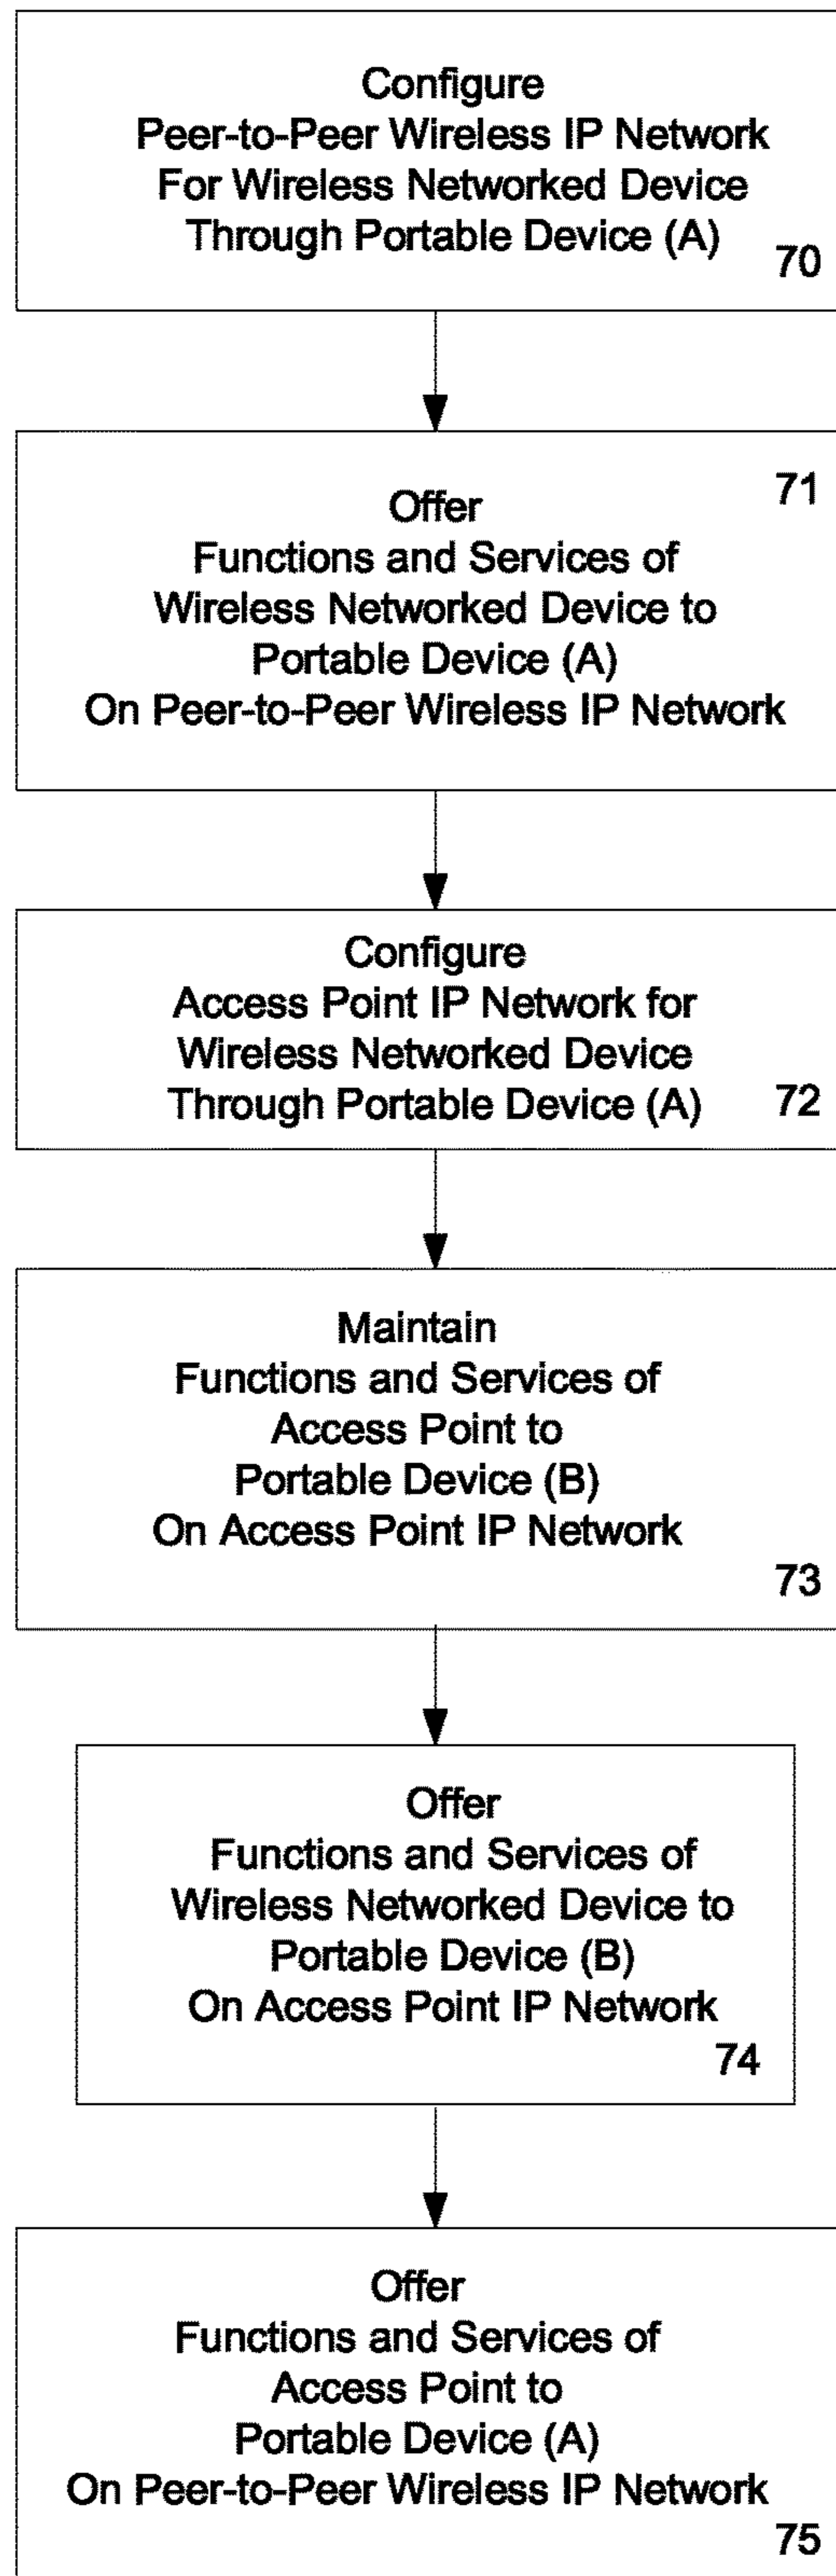 Configure
Peer-to-Peer Wireless IP Network
For Wireless Networked Device
Through Portable Device (A)
70
71
Offer
Functions and Services of
Wireless Networked Device to
Portable Device (A)
On Peer-to-Peer Wireless IP Network
Configure
Access Point IP Network for
Wireless Networked Device
Through Portable Device (A) 72
Maintain
Functions and Services of
Access Point to
Portable Device (B)
On Access Point IP Network
73
Offer
Functions and Services of
Wireless Networked Device to
Portable Device (B)
On Access Point IP Network
74
Offer
Functions and Services of
Access Point to
Portable Device (A)
On Peer-to-Peer Wireless IP Network
75